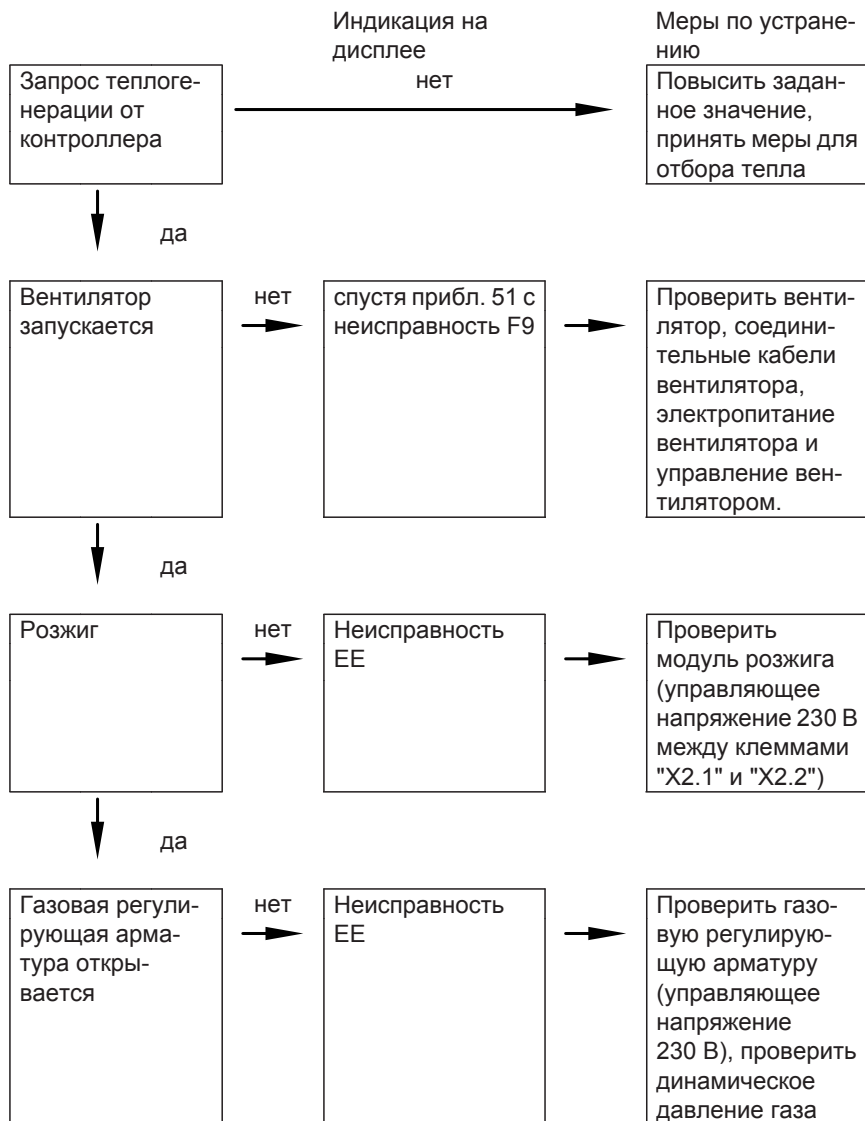 Индикация на
дисплее
Меры по устране-
нию
Запрос теплоге-
нерации от
контроллера
нет
Повысить задан-
ное значение,
принять меры для
отбора тепла
да
Вентилятор
запускается
нет
спустя прибл. 51 с
неисправность F9
Проверить венти-
лятор, соедини-
тельные кабели
вентилятора,
электропитание
вентилятора и
управление вен-
тилятором.
да
Розжиг
нет
Неисправность
EE
Проверить
модуль розжига
(управляющее
напряжение 230 В
между клеммами
"X2.1" и "X2.2")
да
Газовая регули-
рующая арма-
тура откры-
вается
нет
Неисправность
EE
Проверить газо-
вую регулирую-
щую арматуру
(управляющее
напряжение
230 В), проверить
динамическое
давление газа